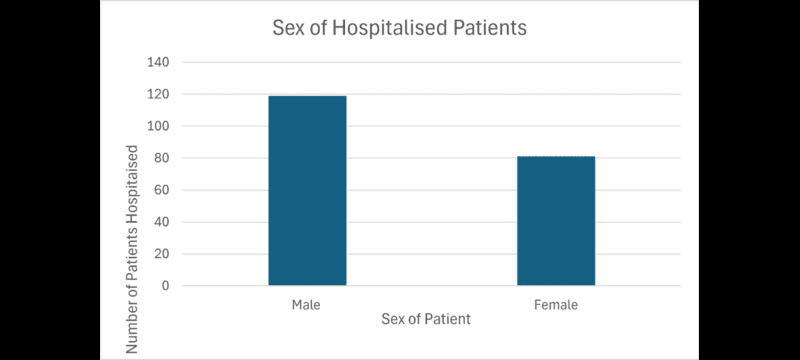 Sex of Hospitalised Patients
Number of Patients Hospitaised
140
120
100
80
60
40
20
0
Male
Female
Sex of Patient